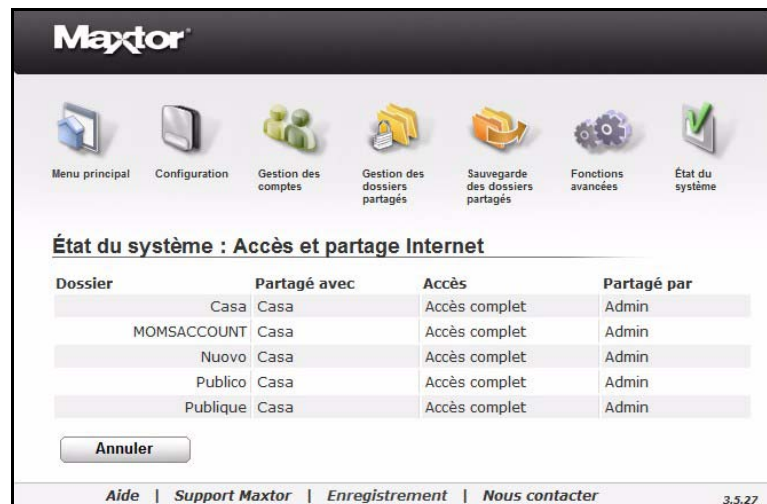 Maxtor
Menu principal
Configuration
Gestion des comptes
Gestion des dossiers partagés
Sauvegarde des dossiers partagés
Fonctions avancées
État du système
État du système : Accès et partage Internet
Dossier Partagé avec Accès Partagé par
Casa Casa Accès complet Admin
MOMSACCOUNT Casa Accès complet Admin
Nuovo Casa Accès complet Admin
Publico Casa Accès complet Admin
Publique Casa Accès complet Admin
Annuler
Aide | Support Maxtor | Enregistrement | Nous contacter 3.5.27